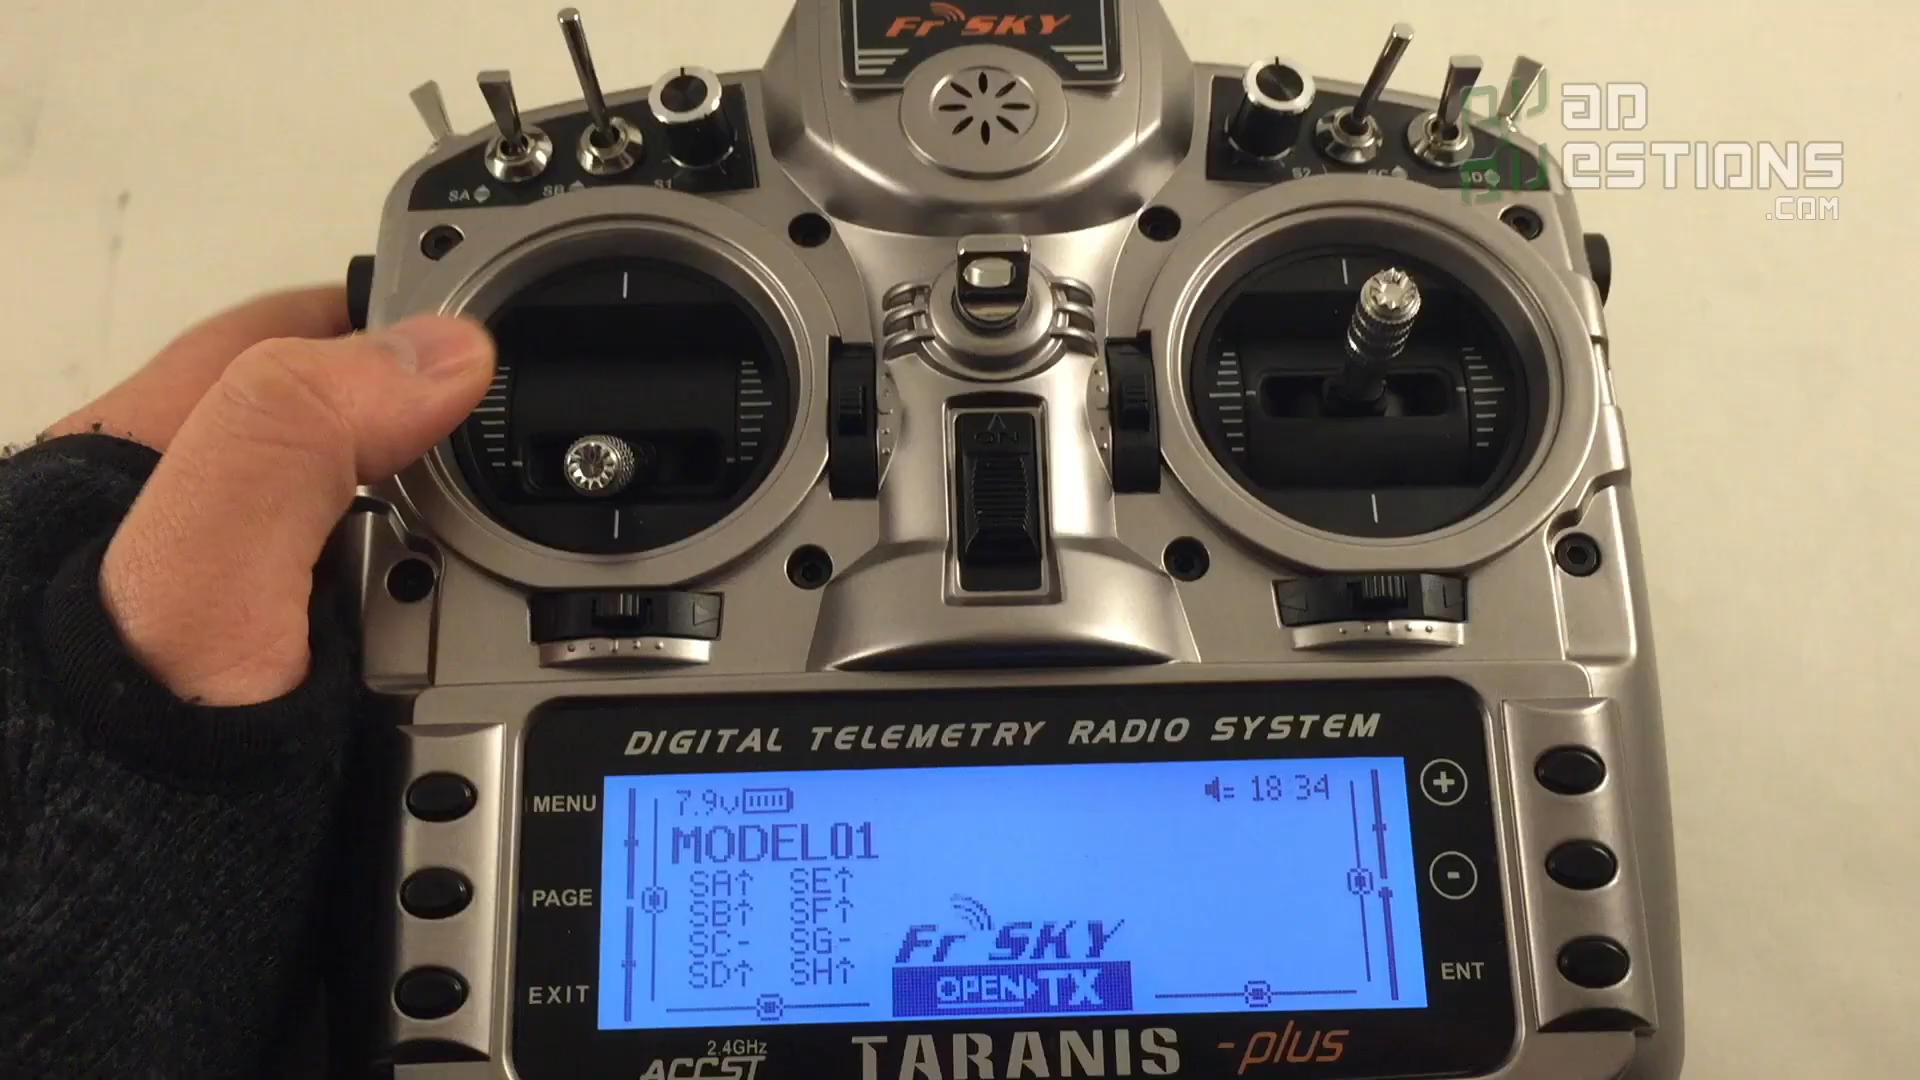 FrSKY
QUAD
QUESTIONS
.COM
SA SB S1
S2 SC SD
ON
DIGITAL TELEMETRY RADIO SYSTEM
MENU
PAGE
EXIT
+
-
ENT
7.9v
18:34
MODEL01
SA↑ SE↑
SB↑ SF↑
SC- SG-
SD↑ SH↑
FrSKY
OPEN TX
2.4GHz
ACCST
TARANIS -plus